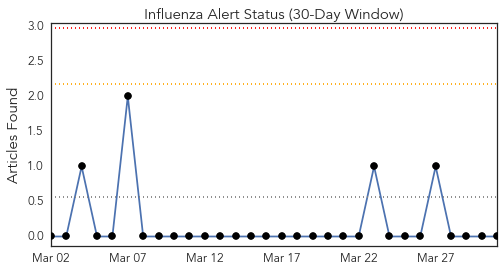 Influenza Alert Status (30-Day Window)
Articles Found
3.0
2.5
2.0
1.5
1.0
0.5
0.0
Mar 02 Mar 07 Mar 12 Mar 17 Mar 22 Mar 27